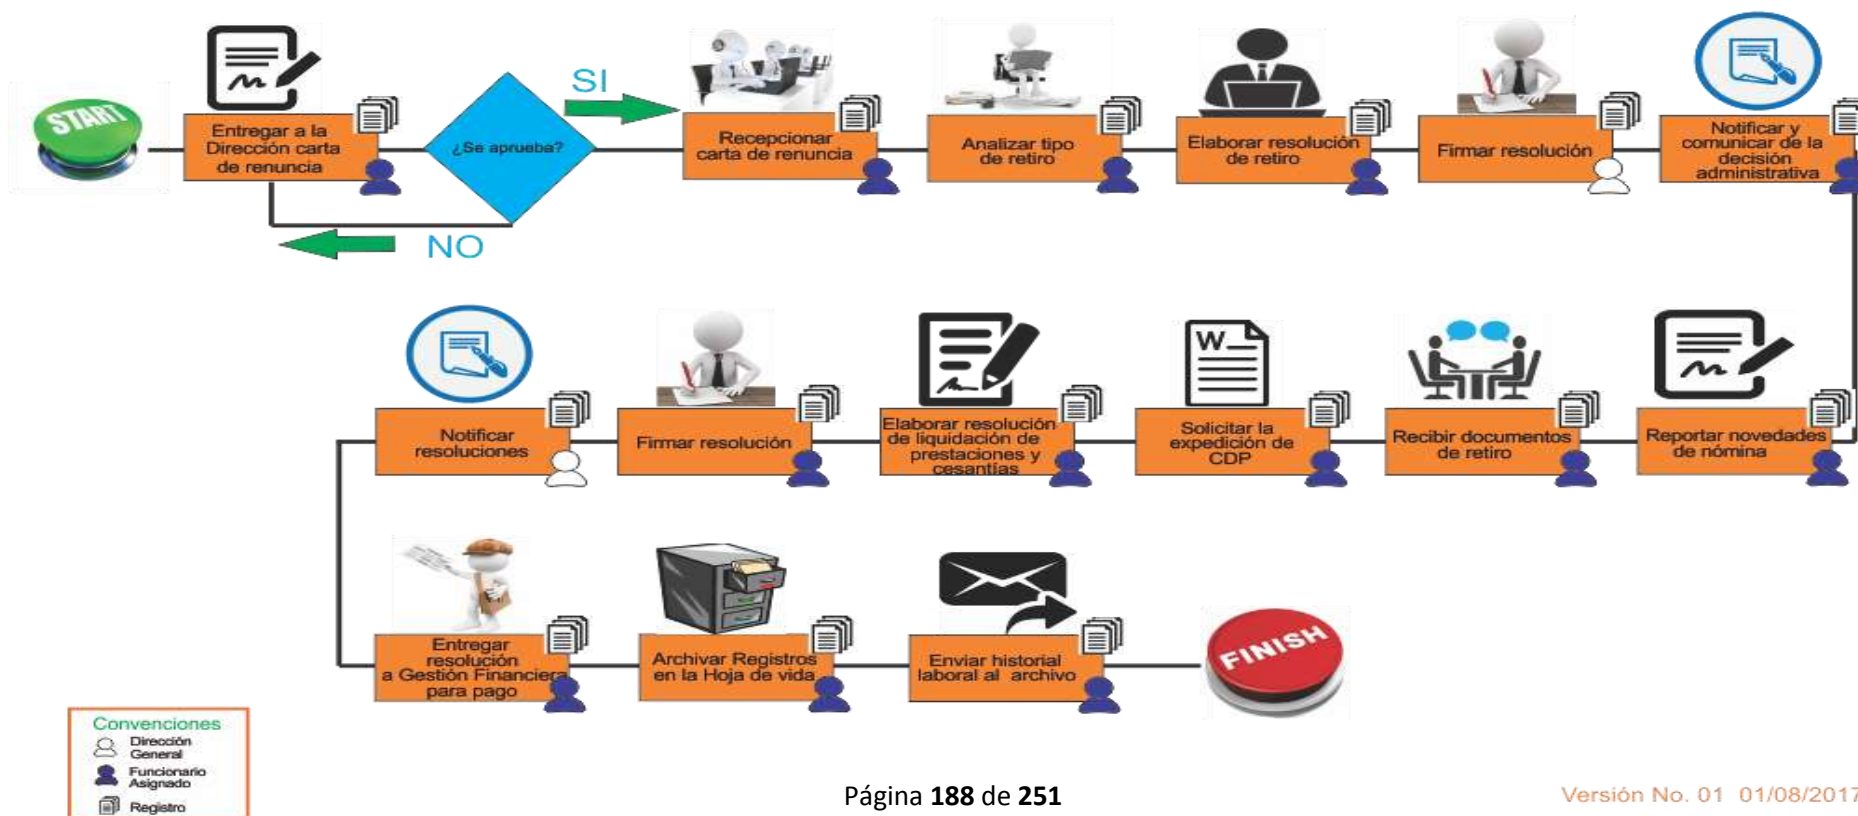 START
Entregar a la
Dirección carta
de renuncia
¿Se aprueba?
SI
NO
Recepcionar
carta de renuncia
Analizar tipo
de retiro
Elaborar resolución
de retiro
Firmar resolución
Notificar y
comunicar de la
decisión
administrativa
Reportar novedades
de nómina
Recibir documentos
de retiro
W
Solicitar la
expedición de
CDP
Elaborar resolución
de liquidación de
prestaciones y
cesantías
Firmar resolución
Notificar
resoluciones
Entregar
resolución
a Gestión Financiera
para pago
Archivar Registros
en la Hoja de vida
Enviar historial
laboral al archivo
FINISH
Convenciones
Dirección
General
Funcionario
Asignado
Registro
Página 188 de 251
Versión No. 01 01/08/2017